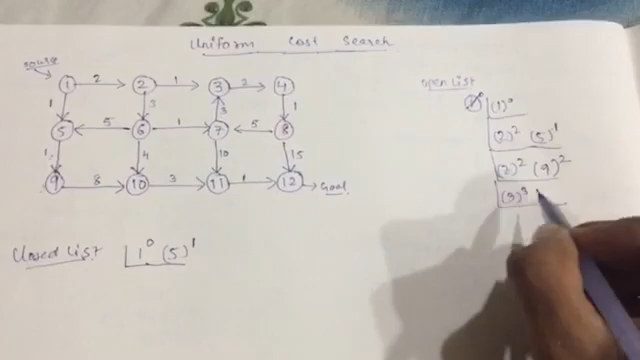 Uniform Cost Search
source
1 2 2 1 3 2 4
1 3 3 1
5 5 6 1 7 5 8
1 4 10 15
9 8 10 3 11 1 12 Goal
open List
(1)⁰
(2)² (5)¹
(2)² (9)²
(3)³
Closed List 1⁰ (5)¹